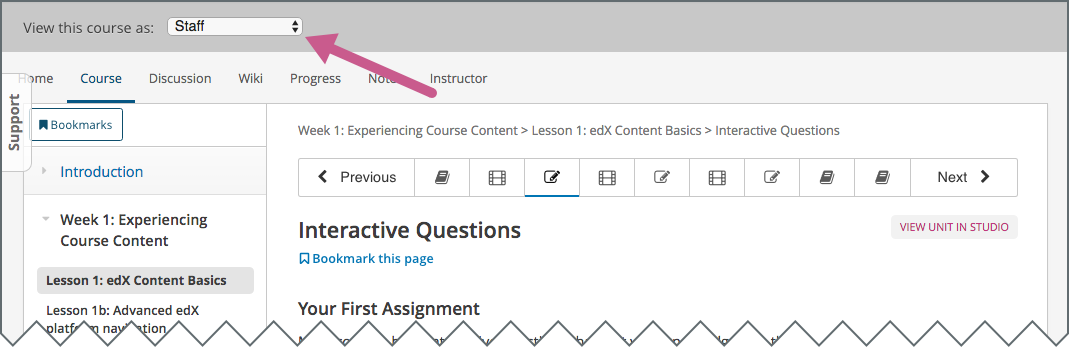 View this course as: Staff
Home Course Discussion Wiki Progress Notes Instructor
Support
Bookmarks
Introduction
Week 1: Experiencing
Course Content
Lesson 1: edX Content Basics
Lesson 1b: Advanced edX
platform navigation
Week 1: Experiencing Course Content > Lesson 1: edX Content Basics > Interactive Questions
Previous Next
Interactive Questions
VIEW UNIT IN STUDIO
Bookmark this page
Your First Assignment